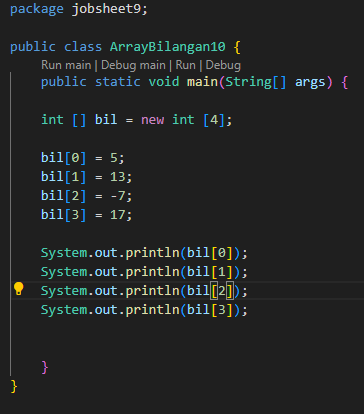 package jobsheet9;
public class ArrayBilangan10 {
Run main | Debug main | Run | Debug
public static void main(String[] args) {
int [] bil = new int [4];
bil[0] = 5;
bil[1] = 13;
bil[2] = -7;
bil[3] = 17;
System.out.println(bil[0]);
System.out.println(bil[1]);
System.out.println(bil[2]);
System.out.println(bil[3]);
}
}